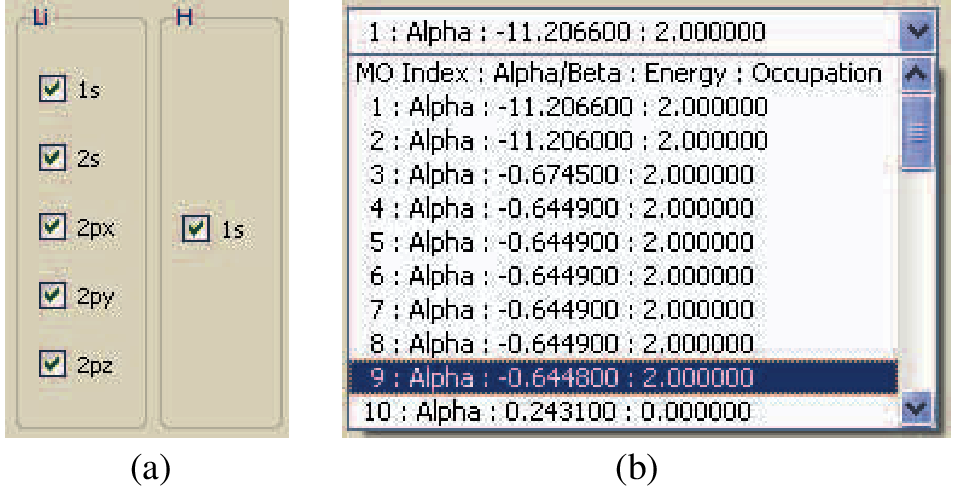 Li
1s
2s
2px
2py
2pz
H
1s
(a)
1 : Alpha : -11.206600 : 2.000000
MO Index : Alpha/Beta : Energy : Occupation
1 : Alpha : -11.206600 : 2.000000
2 : Alpha : -11.206000 : 2.000000
3 : Alpha : -0.674500 : 2.000000
4 : Alpha : -0.644900 : 2.000000
5 : Alpha : -0.644900 : 2.000000
6 : Alpha : -0.644900 : 2.000000
7 : Alpha : -0.644900 : 2.000000
8 : Alpha : -0.644900 : 2.000000
9 : Alpha : -0.644800 : 2.000000
10 : Alpha : 0.243100 : 0.000000
(b)